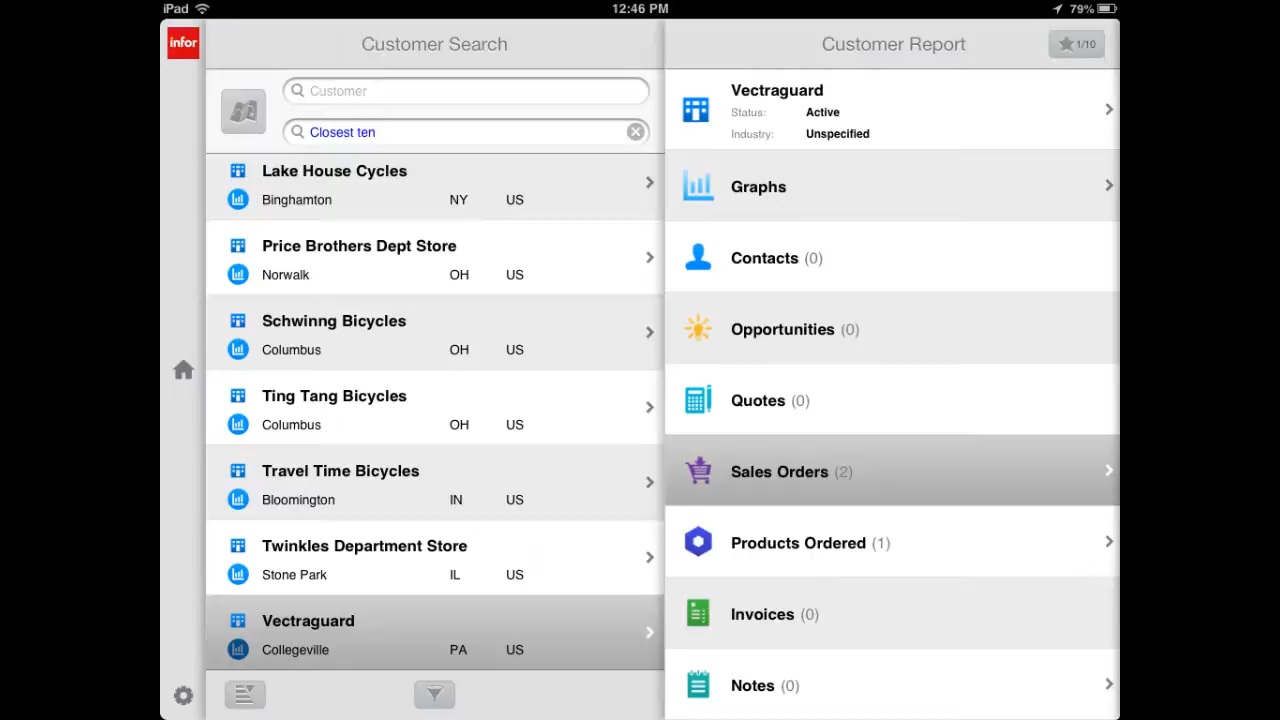 iPad 12:46 PM 79%
infor
Customer Search
Customer
Closest ten
Lake House Cycles
Binghamton NY US
Price Brothers Dept Store
Norwalk OH US
Schwinng Bicycles
Columbus OH US
Ting Tang Bicycles
Columbus OH US
Travel Time Bicycles
Bloomington IN US
Twinkles Department Store
Stone Park IL US
Vectraguard
Collegeville PA US
Customer Report 1/10
Vectraguard
Status: Active
Industry: Unspecified
Graphs
Contacts (0)
Opportunities (0)
Quotes (0)
Sales Orders (2)
Products Ordered (1)
Invoices (0)
Notes (0)